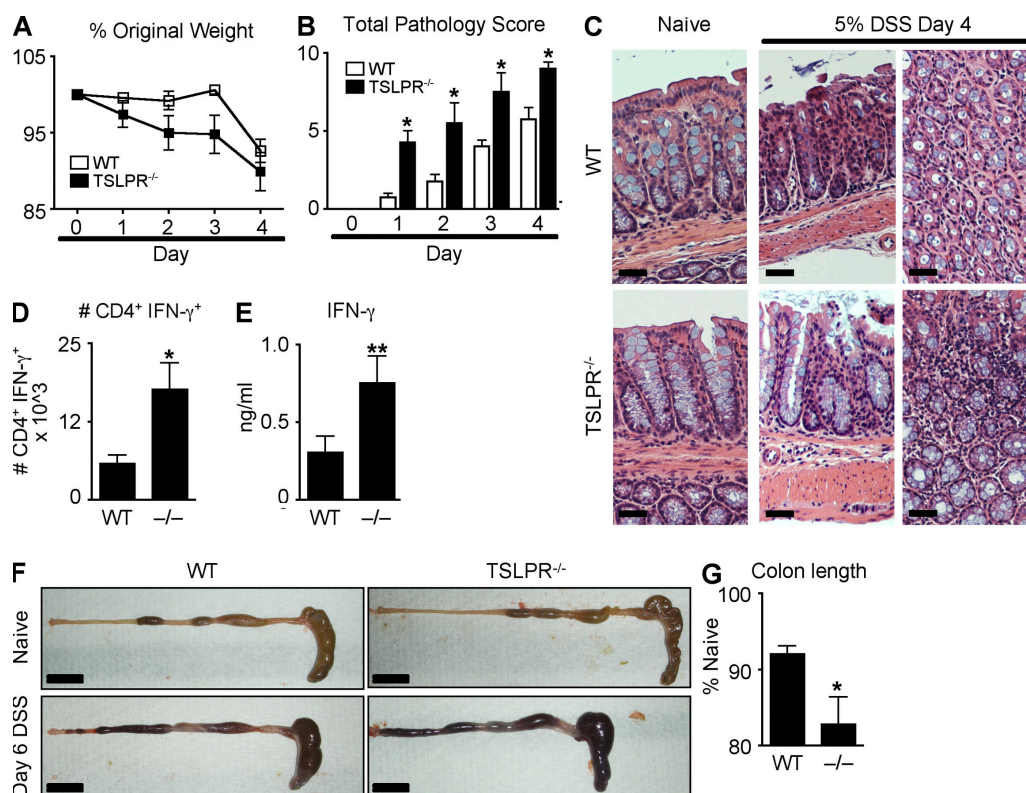 A
% Original Weight
105
95
85
WT
TSLPR-/-
0 1 2 3 4
Day
B
Total Pathology Score
10
5
0
WT
TSLPR-/-
* * * *
0 1 2 3 4
Day
C
Naive
5% DSS Day 4
WT
TSLPR-/-
D
# CD4+ IFN-γ+
# CD4+ IFN-γ+
x 10^3
25
12
0
*
WT –/–
E
IFN-γ
ng/ml
1.0
0.5
0
**
WT –/–
F
WT
TSLPR-/-
Naive
Day 6 DSS
G
Colon length
% Naive
100
90
80
*
WT –/–